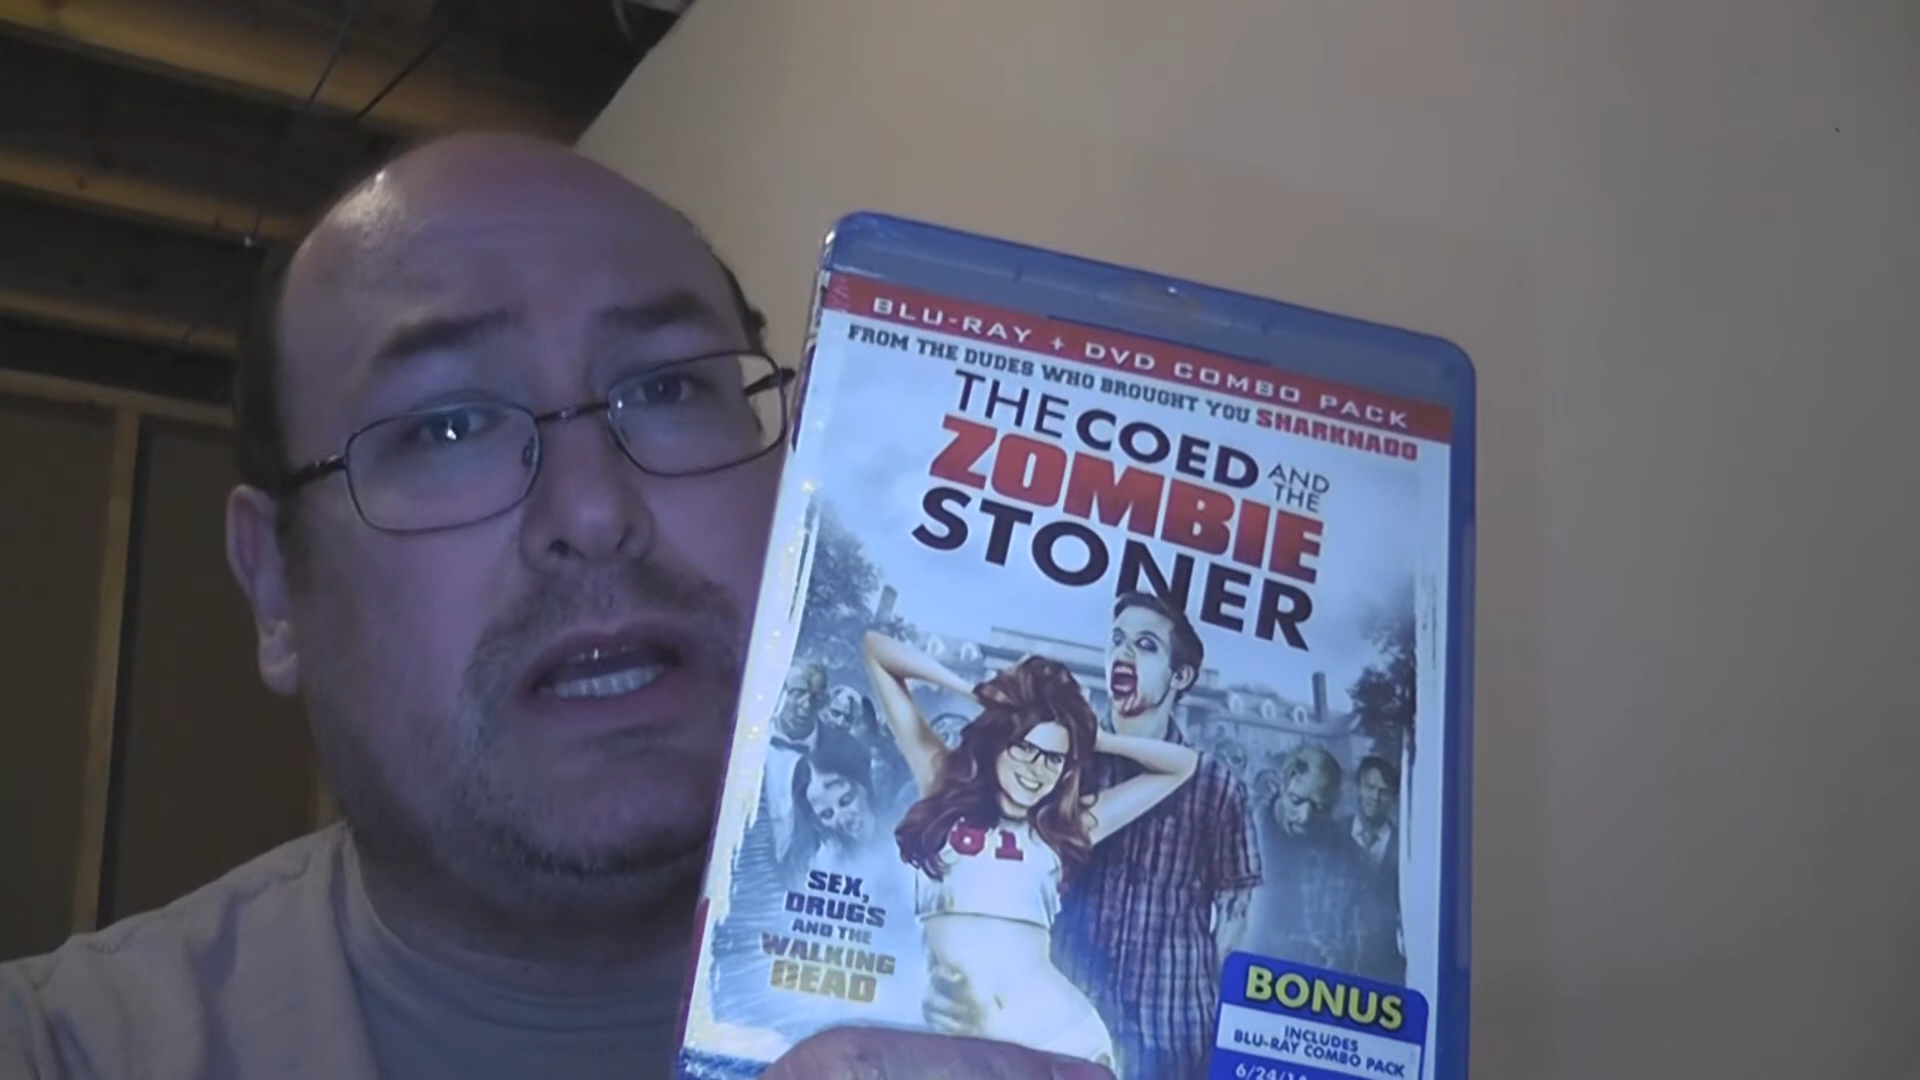 BLU-RAY + DVD COMBO PACK
FROM THE DUDES WHO BROUGHT YOU SHARKNADO
THE COED AND THE
ZOMBIE
STONER
01
SEX,
DRUGS
AND THE
WALKING
DEAD
BONUS
INCLUDES
BLU-RAY COMBO PACK